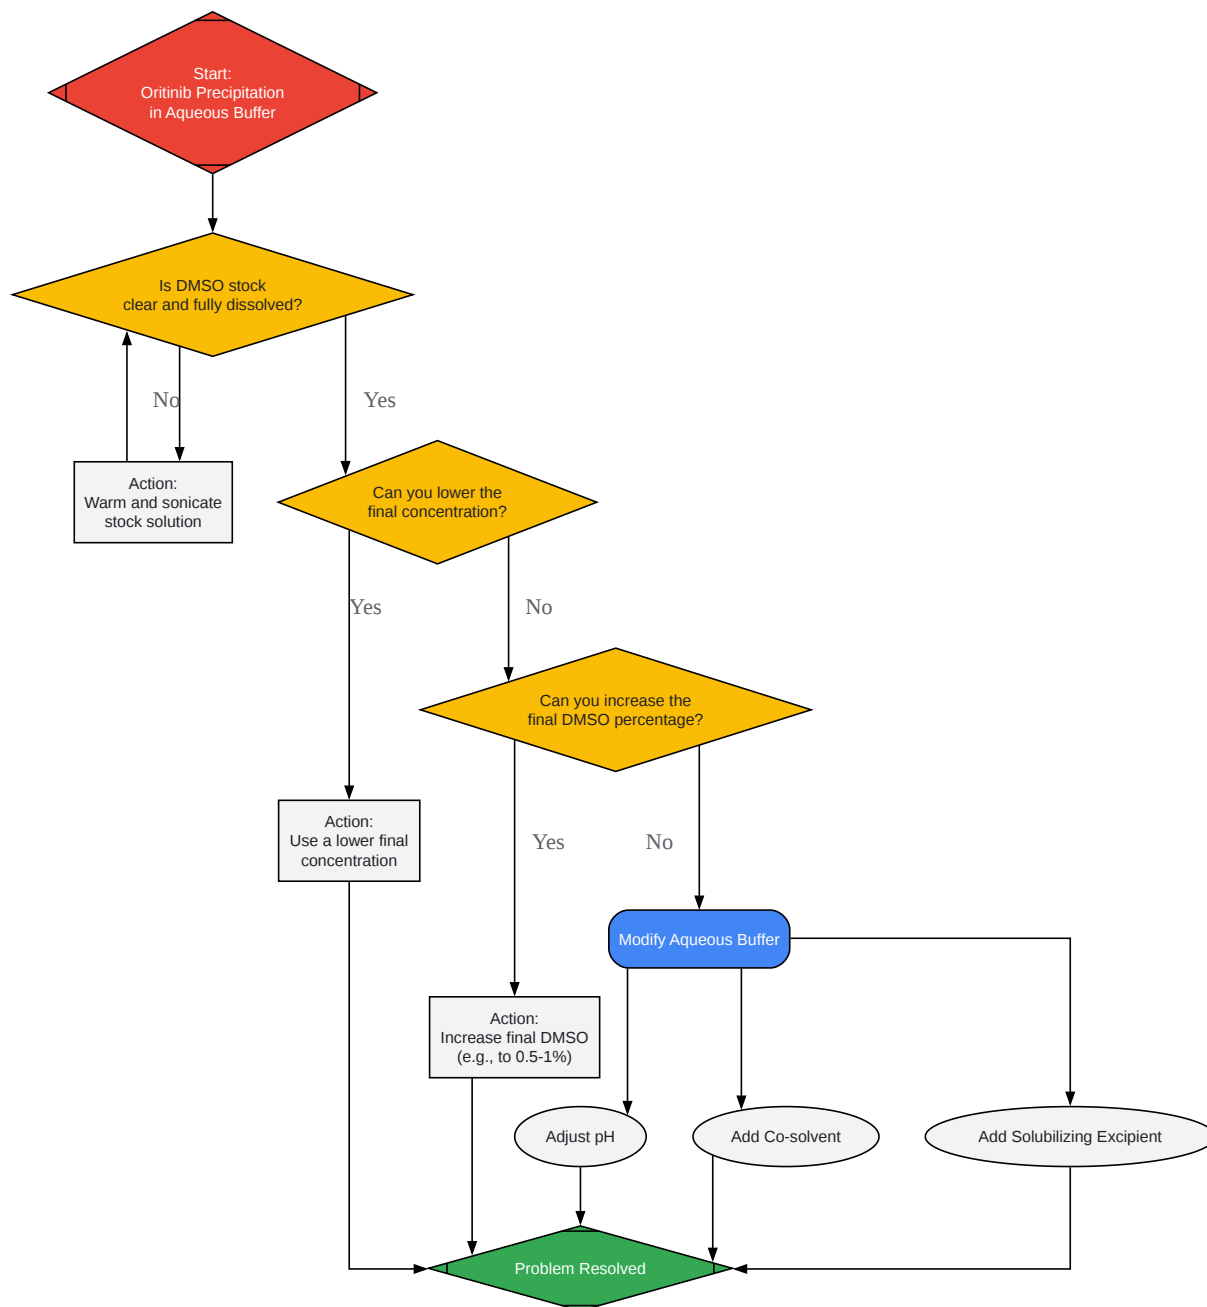 Start:
Oritinib Precipitation
in Aqueous Buffer
Is DMSO stock
clear and fully dissolved?
No
Yes
Action:
Warm and sonicate
stock solution
Can you lower the
final concentration?
Yes
No
Can you increase the
final DMSO percentage?
Action:
Use a lower final
concentration
Yes
No
Modify Aqueous Buffer
Action:
Increase final DMSO
(e.g., to 0.5-1%)
Adjust pH
Add Co-solvent
Add Solubilizing Excipient
Problem Resolved